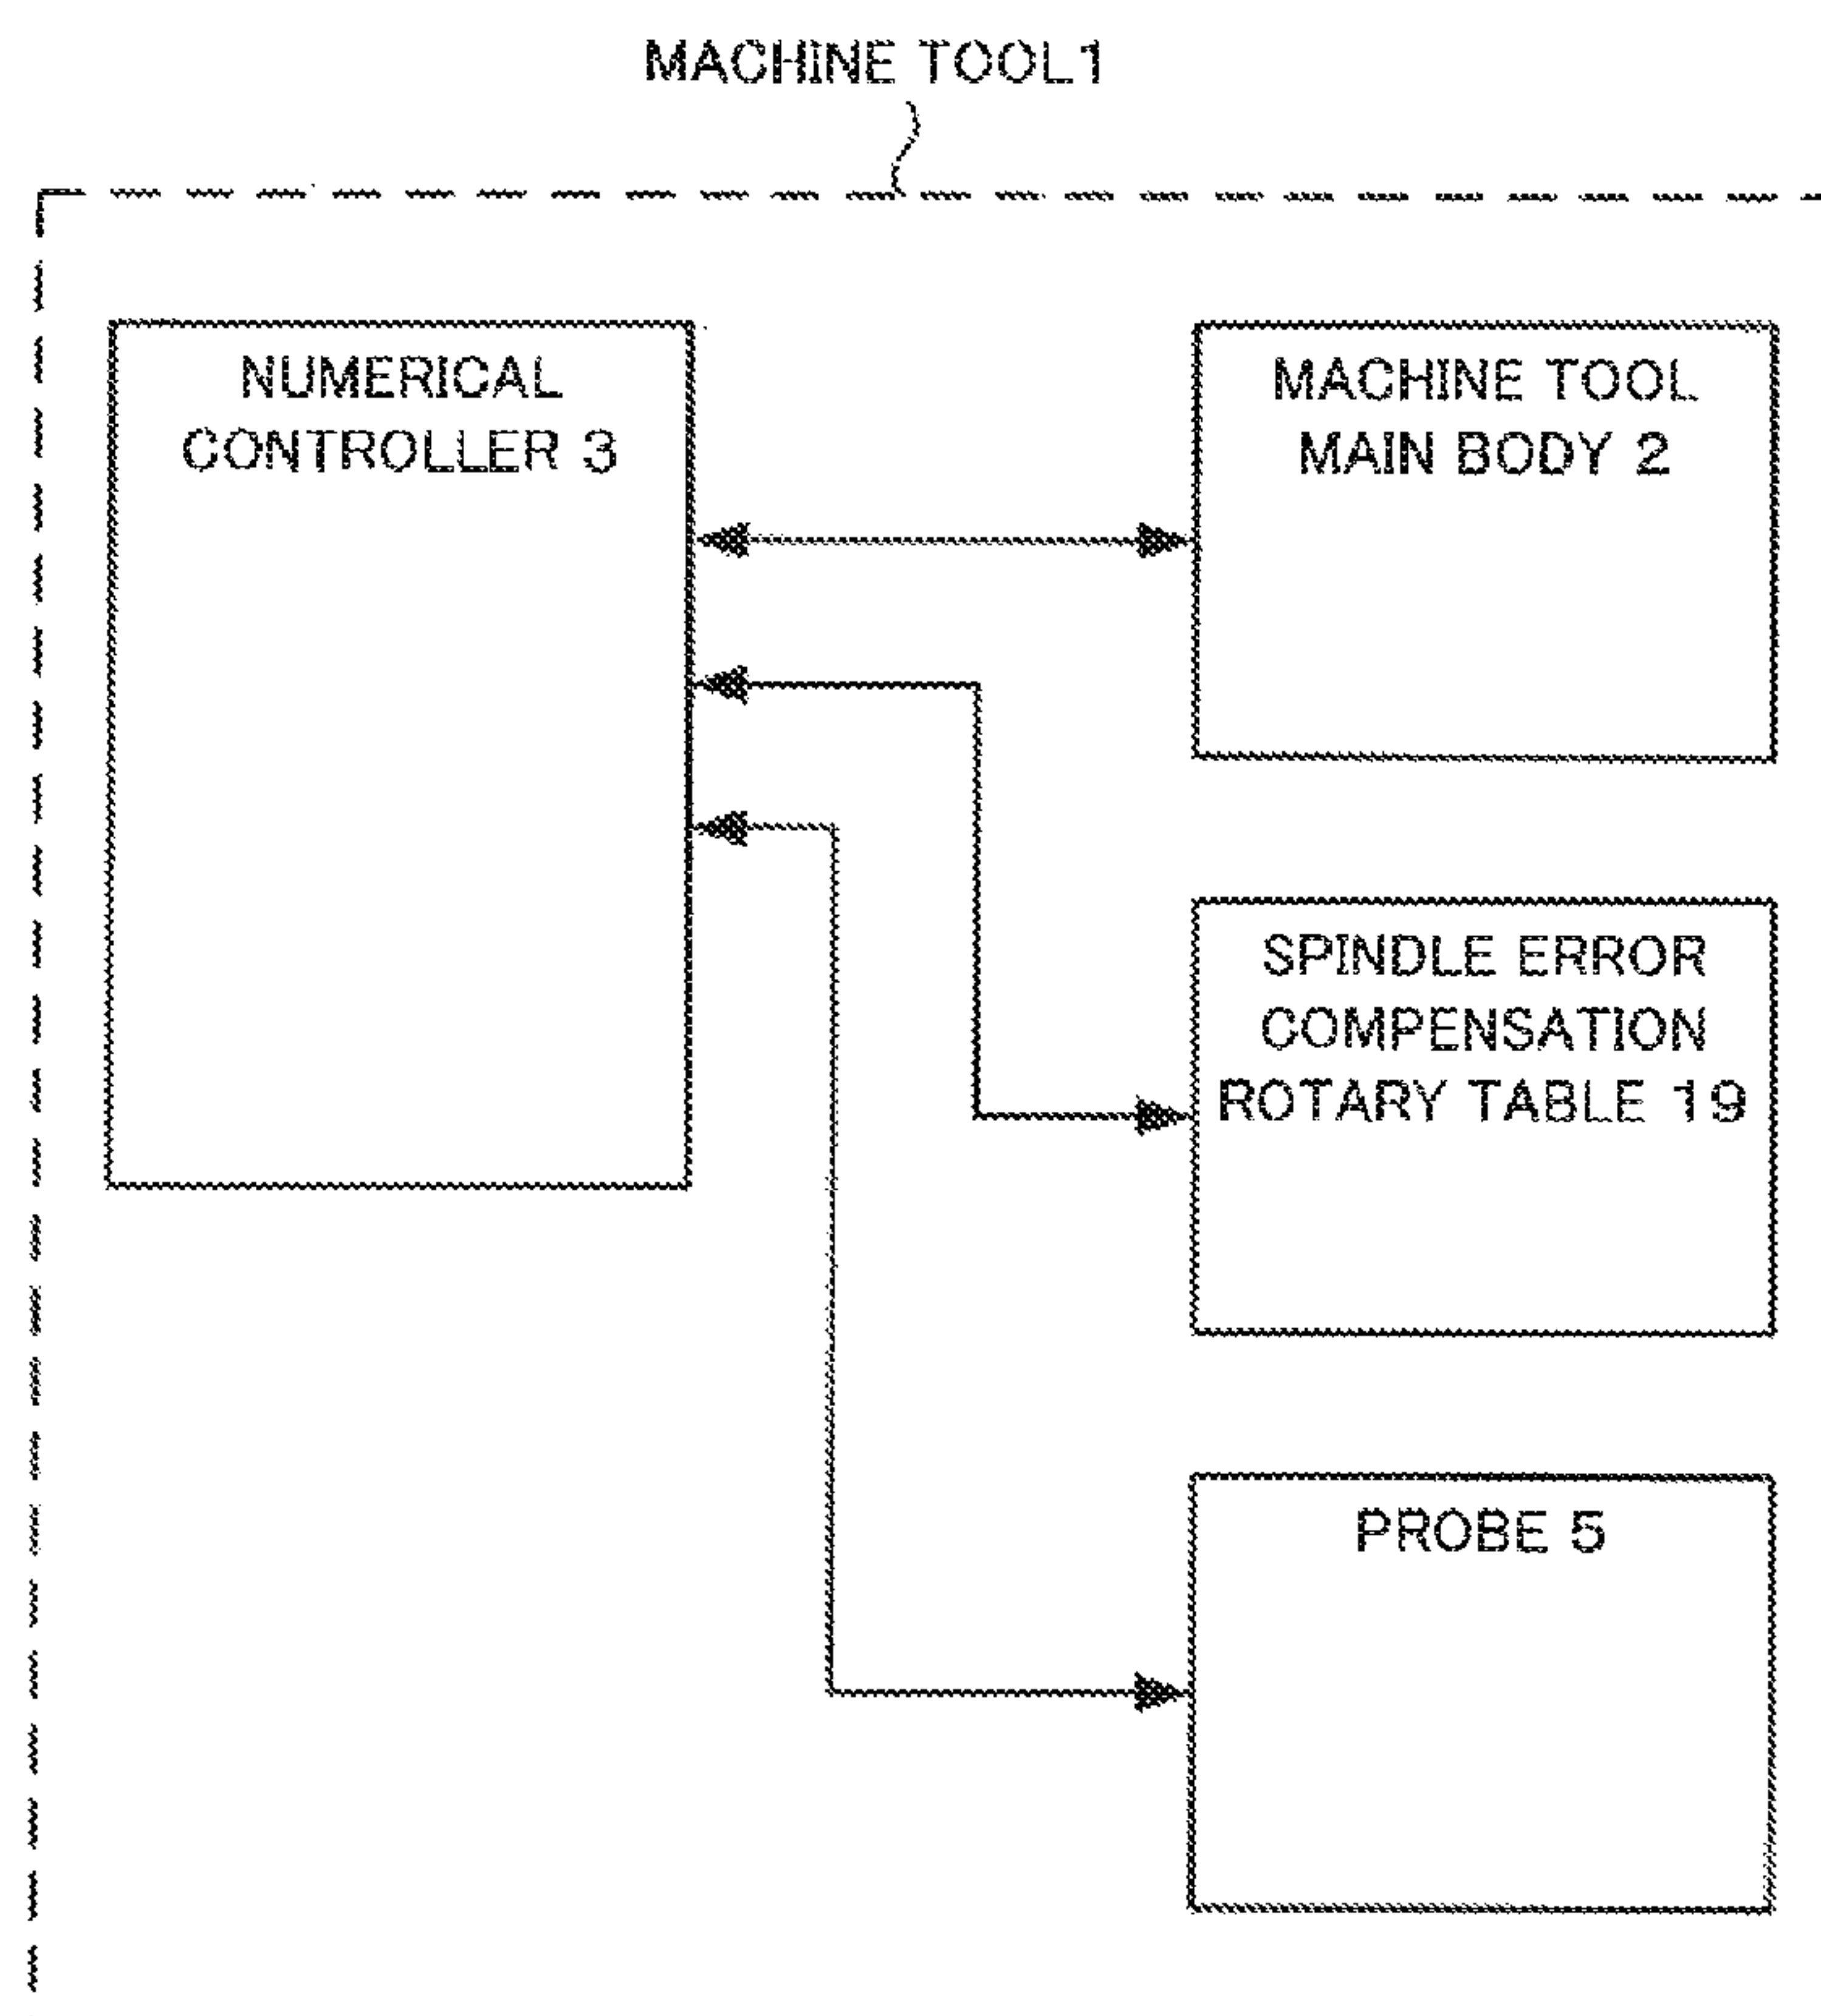 MACHINE TOOL1
NUMERICAL
CONTROLLER 3
MACHINE TOOL
MAIN BODY 2
SPINDLE ERROR
COMPENSATION
ROTARY TABLE 19
PROBE 5